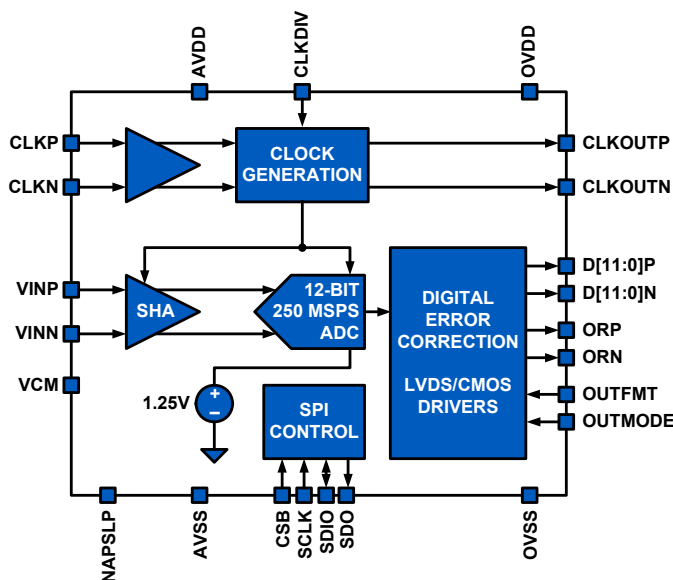 AVDD
CLKDIV
OVDD
CLKP
CLKN
CLOCK
GENERATION
CLKOUTP
CLKOUTN
VINP
VINN
VCM
SHA
12-BIT
250 MSPS
ADC
1.25V
+
−
SPI
CONTROL
DIGITAL
ERROR
CORRECTION
LVDS/CMOS
DRIVERS
D[11:0]P
D[11:0]N
ORP
ORN
OUTFMT
OUTMODE
NAPSLP
AVSS
CSB
SCLK
SDIO
SDO
OVSS